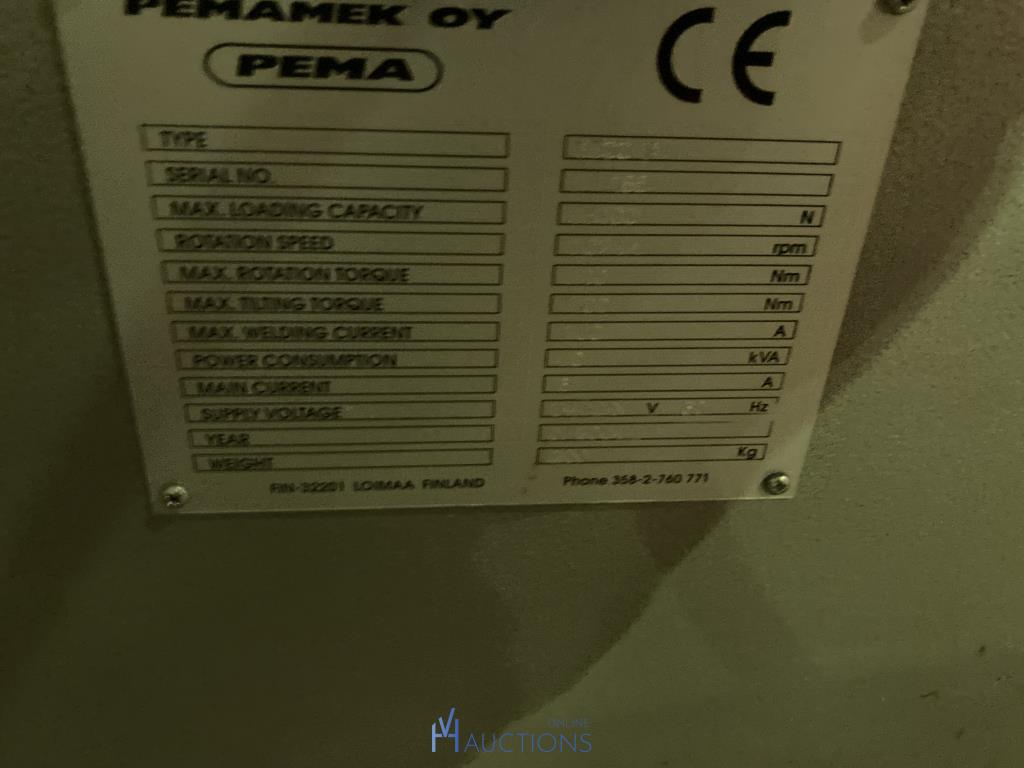 PEMAMEK OY
PEMA
CE
TYPE
SERIAL NO.
MAX. LOADING CAPACITY N
ROTATION SPEED rpm
MAX. ROTATION TORQUE Nm
MAX. TILTING TORQUE Nm
MAX. WELDING CURRENT A
POWER CONSUMPTION kVA
MAIN CURRENT A
SUPPLY VOLTAGE V Hz
YEAR
WEIGHT Kg
FIN-32201 LOIMAA FINLAND Phone 358-2-760 771
VH ONLINE
AUCTIONS